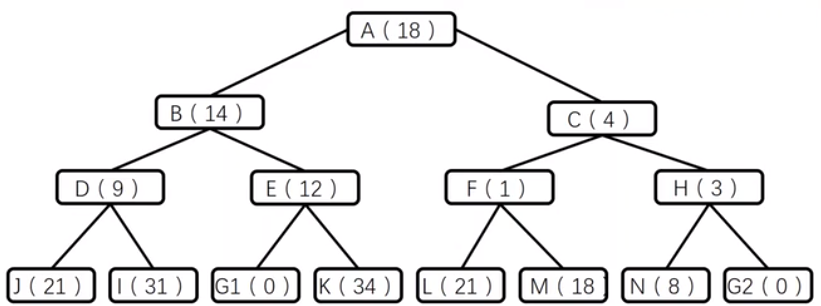 A ( 18 )
B ( 14 )
C ( 4 )
D ( 9 )
E ( 12 )
F ( 1 )
H ( 3 )
J ( 21 )
I ( 31 )
G1 ( 0 )
K ( 34 )
L ( 21 )
M ( 18
N ( 8 )
G2 ( 0 )